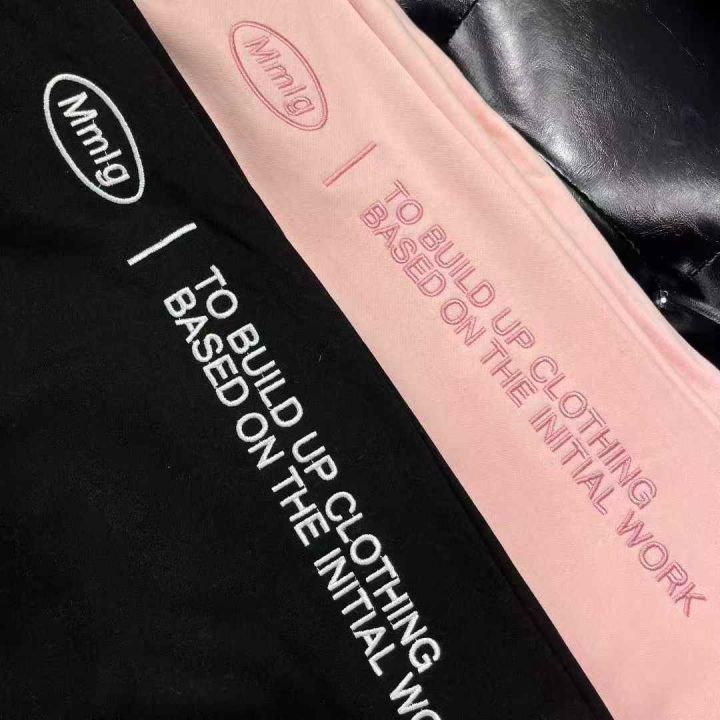 Mmlg
TO BUILD UP CLOTHING
BASED ON THE INITIAL WO
Mmlg
TO BUILD UP CLOTHING
BASED ON THE INITIAL WORK